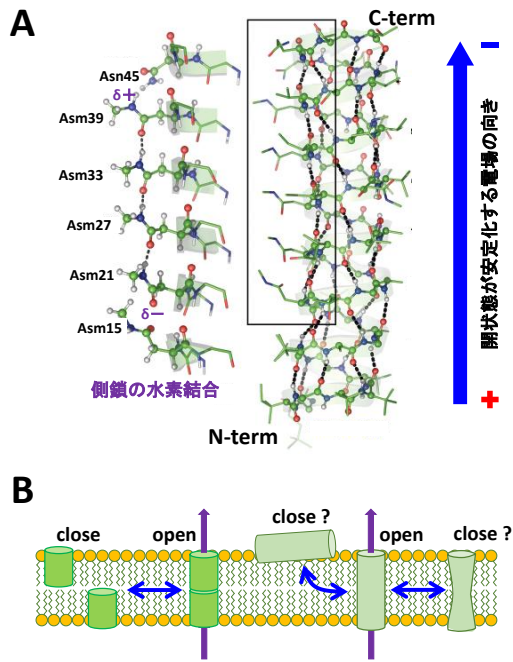 A
C-term
Asn45
δ+
Asm39
Asm33
Asm27
Asm21
δ−
Asm15
側鎖の水素結合
N-term
−
開状態が安定化する電場の向き
+
B
close
open
close ?
open
close ?